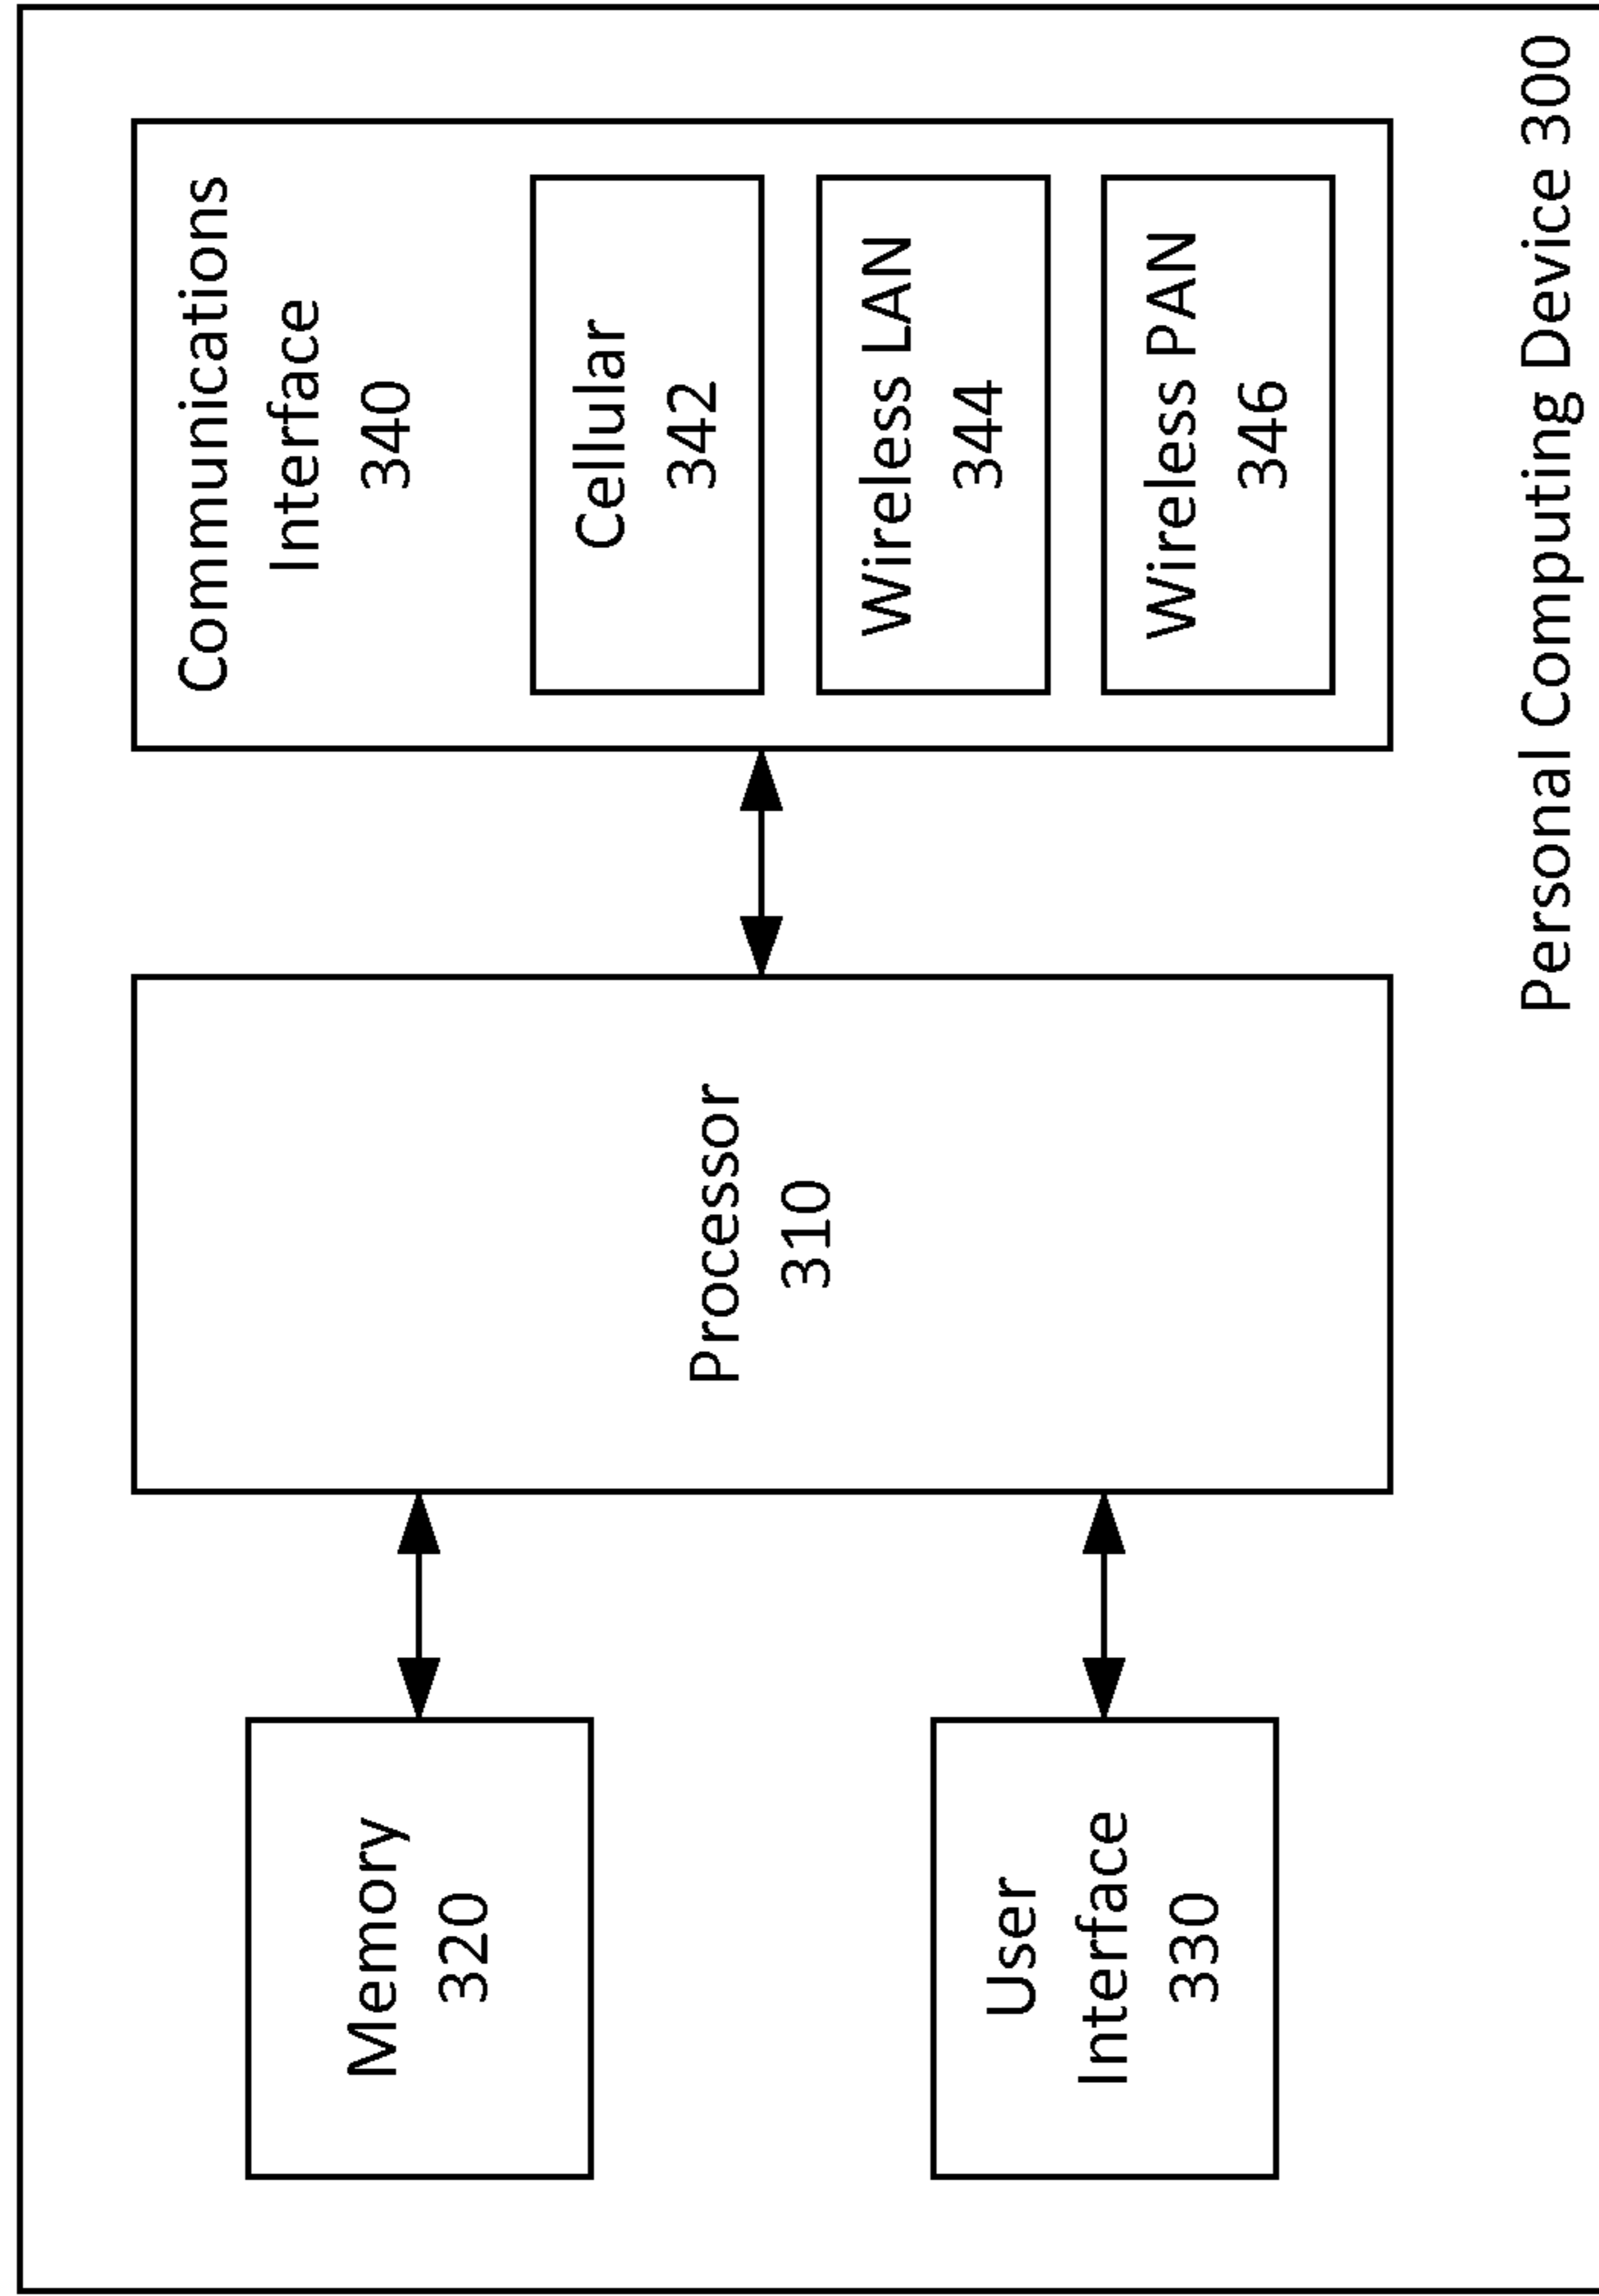 Memory
320
User
Interface
330
Processor
310
Communications
Interface
340
Cellular
342
Wireless LAN
344
Wireless PAN
346
Personal Computing Device 300